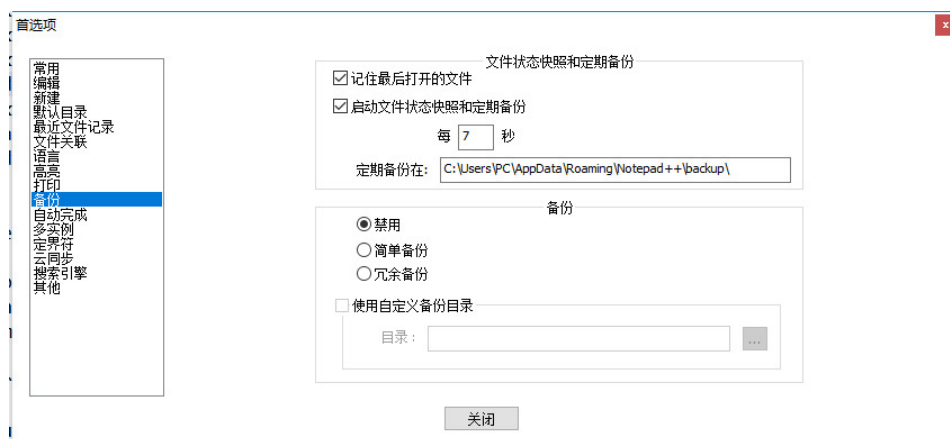 首选项
x
常用
编辑
新建
默认目录
最近文件记录
文件关联
语言
高亮
打印
备份
自动完成
多实例
定界符
云同步
搜索引擎
其他
文件状态快照和定期备份
记住最后打开的文件
启动文件状态快照和定期备份
每 7 秒
定期备份在: C:\Users\PC\AppData\Roaming\Notepad++\backup\
备份
禁用
简单备份
冗余备份
使用自定义备份目录
目录: ...
关闭